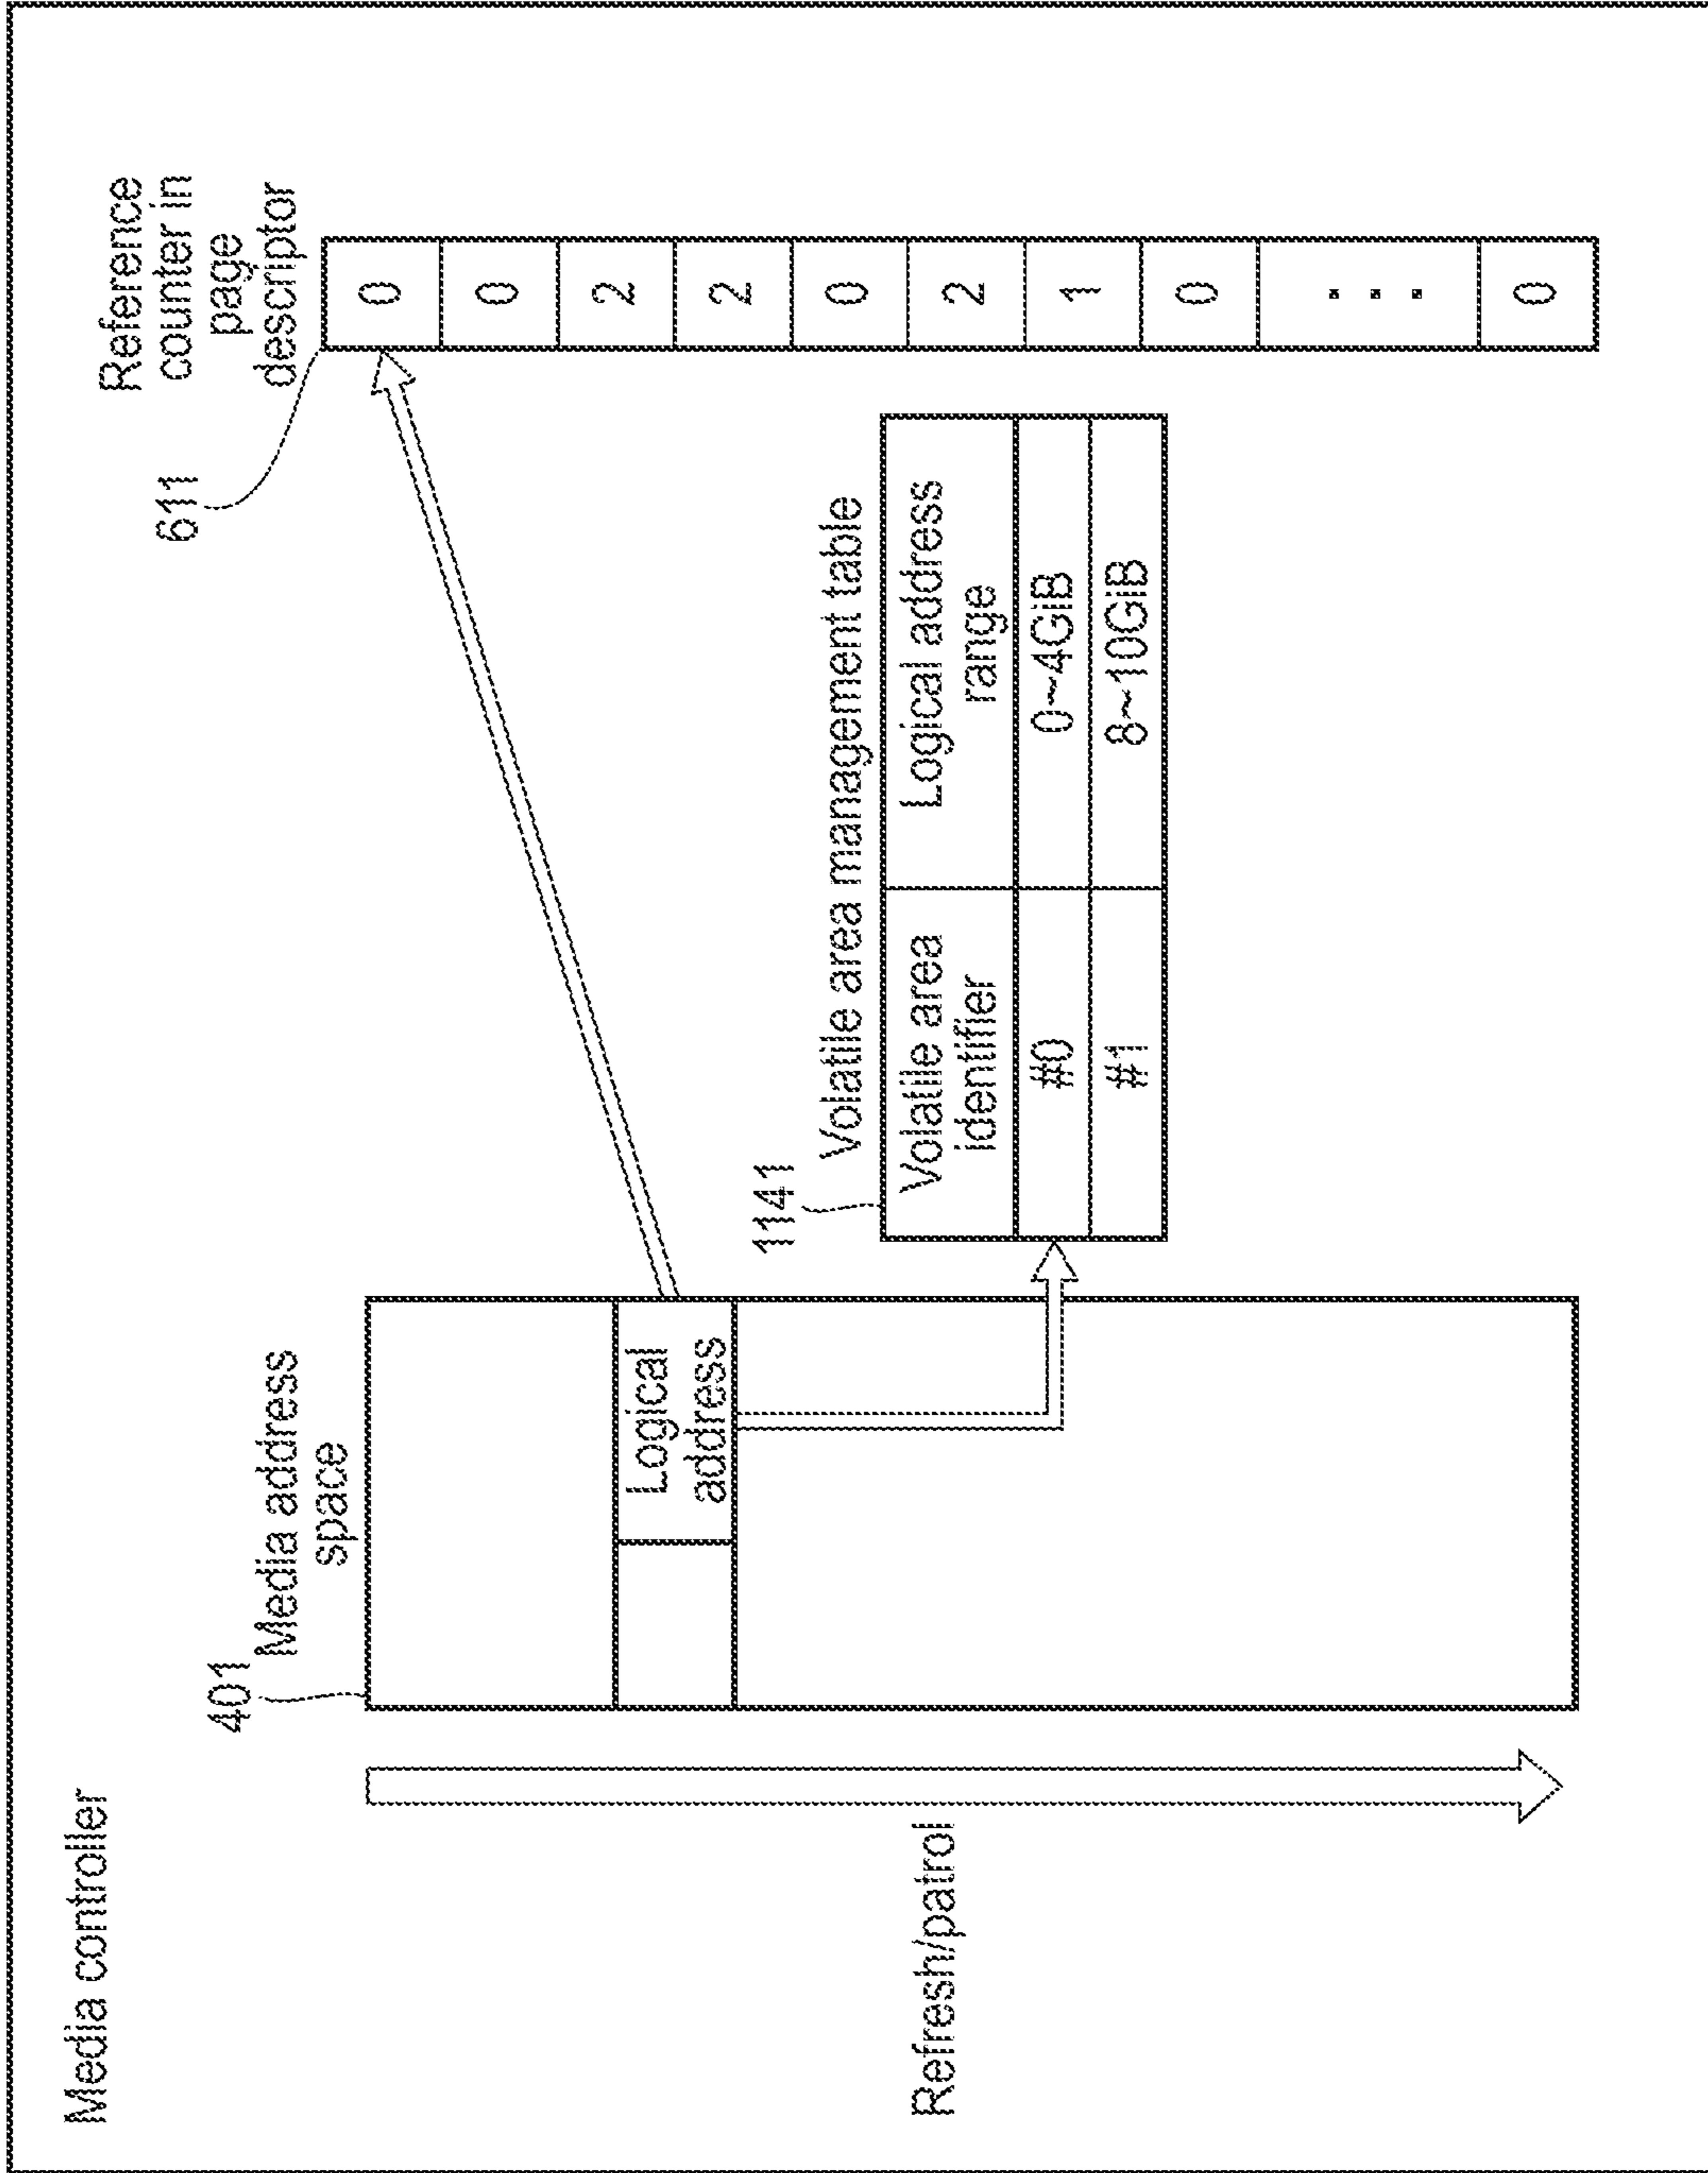 Media controller
401
Media address
space
Logical
address
Refresh/patrol
1141
Volatile area management table
Volatile area
identifier
Logical address
range
#0
0~4GiB
#1
8~10GiB
611
Reference
counter in
page
descriptor
0
0
2
2
0
2
1
0
...
0